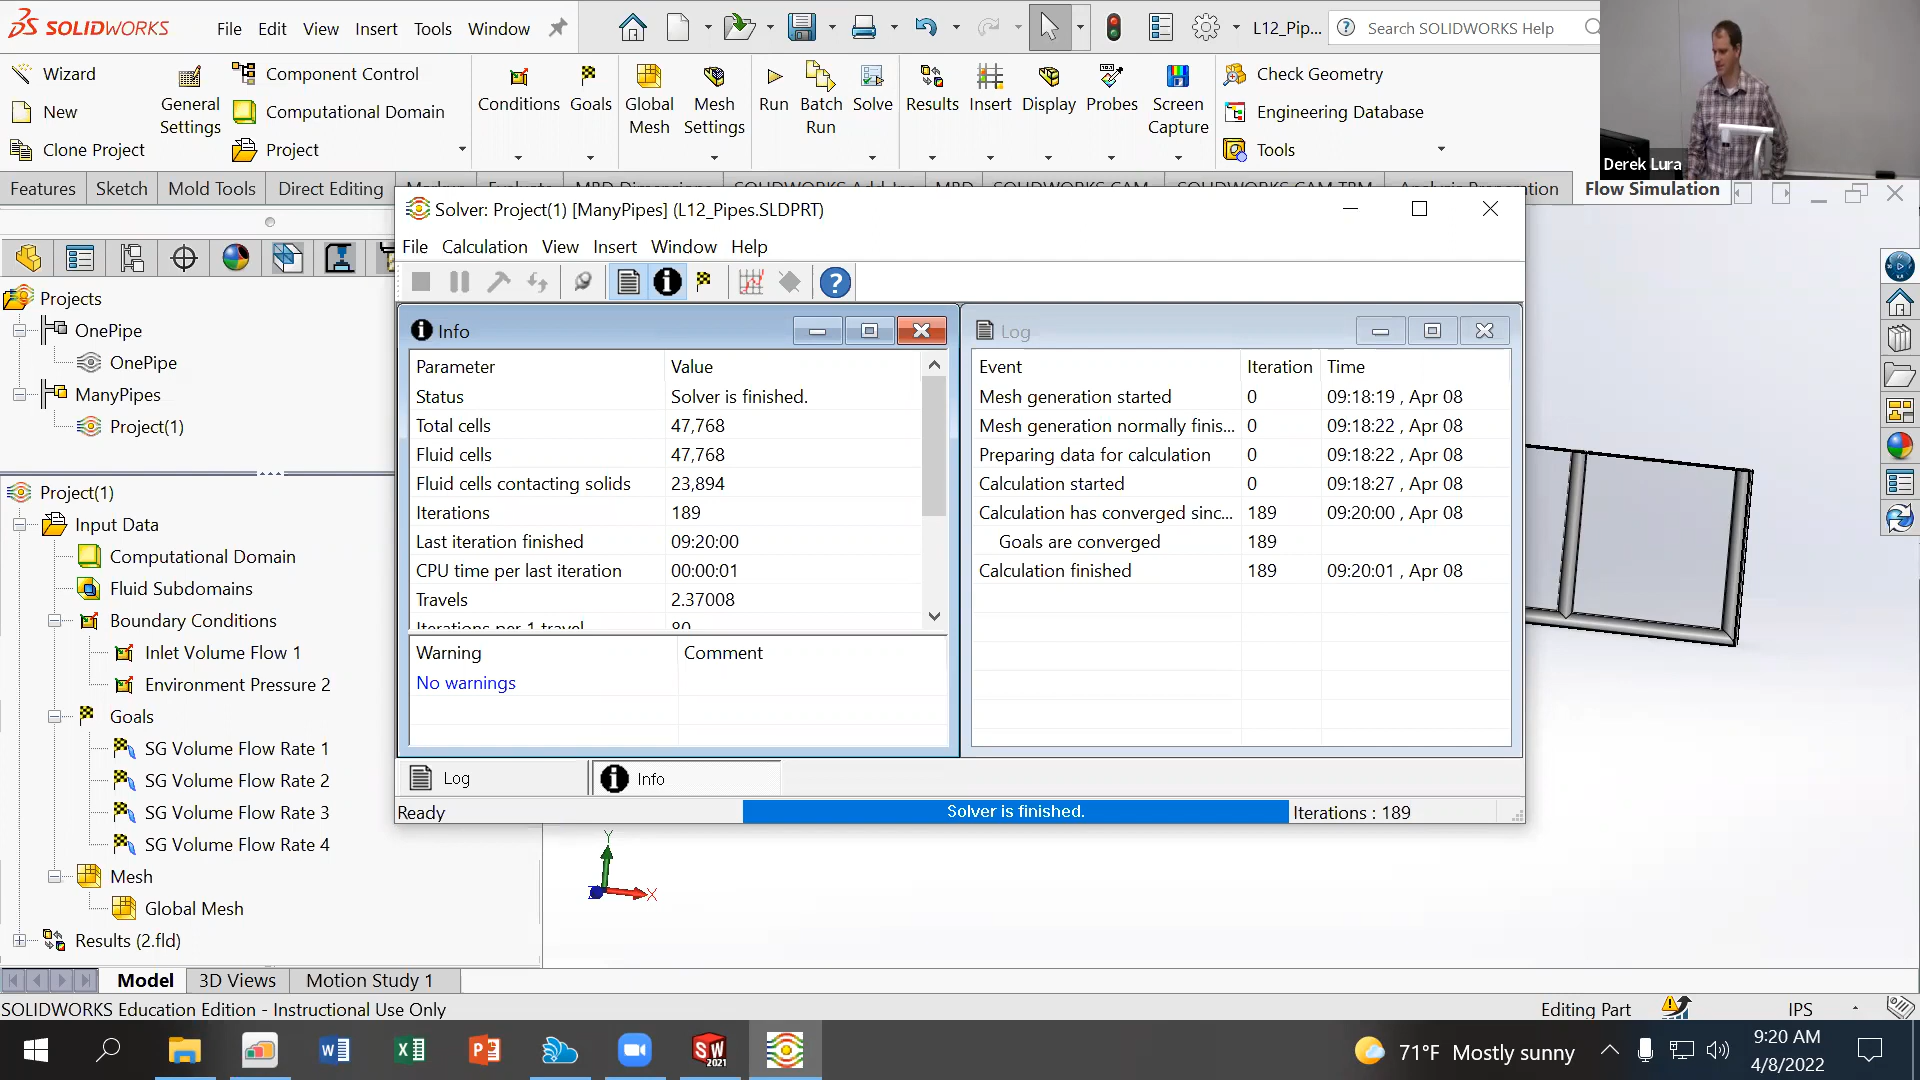 SOLIDWORKS
File Edit View Insert Tools Window
L12_Pip...
Search SOLIDWORKS Help
Wizard
New
Clone Project
General Settings
Component Control
Computational Domain
Project
Conditions
Goals
Global Mesh
Mesh Settings
Run
Batch Run
Solve
Results
Insert
Display
Probes
Screen Capture
Check Geometry
Engineering Database
Tools
Derek Lura
Features Sketch Mold Tools Direct Editing
Flow Simulation
Solver: Project(1) [ManyPipes] (L12_Pipes.SLDPRT)
File Calculation View Insert Window Help
Projects
OnePipe
OnePipe
ManyPipes
Project(1)
Project(1)
Input Data
Computational Domain
Fluid Subdomains
Boundary Conditions
Inlet Volume Flow 1
Environment Pressure 2
Goals
SG Volume Flow Rate 1
SG Volume Flow Rate 2
SG Volume Flow Rate 3
SG Volume Flow Rate 4
Mesh
Global Mesh
Results (2.fld)
Info
Parameter Value
Status Solver is finished.
Total cells 47,768
Fluid cells 47,768
Fluid cells contacting solids 23,894
Iterations 189
Last iteration finished 09:20:00
CPU time per last iteration 00:00:01
Travels 2.37008
Iterations per 1 travel 80
Warning Comment
No warnings
Log
Event Iteration Time
Mesh generation started 0 09:18:19 , Apr 08
Mesh generation normally finis... 0 09:18:22 , Apr 08
Preparing data for calculation 0 09:18:22 , Apr 08
Calculation started 0 09:18:27 , Apr 08
Calculation has converged sinc... 189 09:20:00 , Apr 08
Goals are converged 189
Calculation finished 189 09:20:01 , Apr 08
Log Info
Ready Solver is finished. Iterations : 189
Y
X
Model 3D Views Motion Study 1
SOLIDWORKS Education Edition - Instructional Use Only
Editing Part IPS
71°F Mostly sunny
9:20 AM
4/8/2022